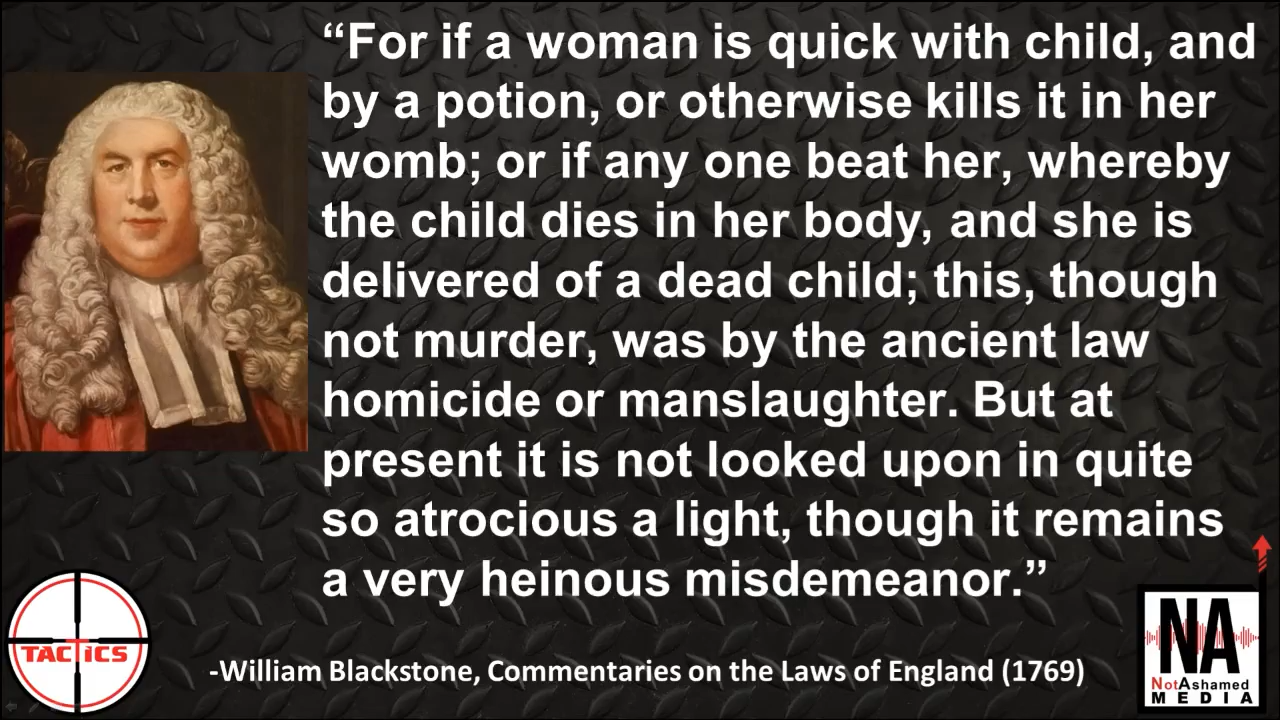 “For if a woman is quick with child, and
by a potion, or otherwise kills it in her
womb; or if any one beat her, whereby
the child dies in her body, and she is
delivered of a dead child; this, though
not murder, was by the ancient law
homicide or manslaughter. But at
present it is not looked upon in quite
so atrocious a light, though it remains
a very heinous misdemeanor.”
-William Blackstone, Commentaries on the Laws of England (1769)
TACTICS
NA
NotAshamed
MEDIA